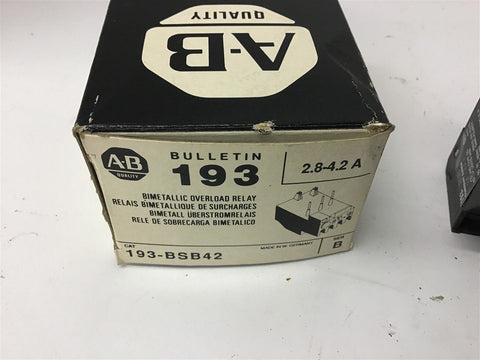 A-B
QUALITY
A-B
QUALITY
BULLETIN
193
2.8-4.2 A
BIMETALLIC OVERLOAD RELAY
RELAIS BIMETALLIQUE DE SURCHARGES
BIMETALL ÜBERSTROMRELAIS
RELE DE SOBRECARGA BIMETALICO
CAT
193-BSB42
MADE IN W. GERMANY
SER
B